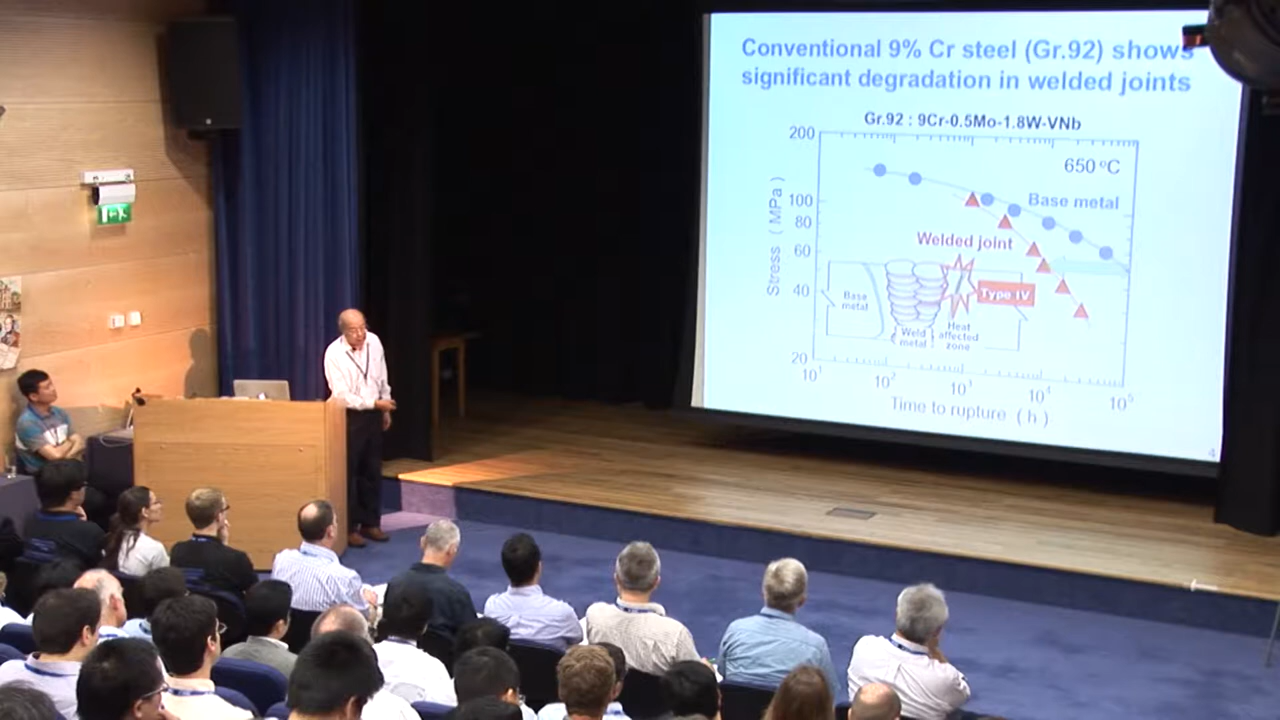 Conventional 9% Cr steel (Gr.92) shows
significant degradation in welded joints
Gr.92 : 9Cr-0.5Mo-1.8W-VNb
200
650 ºC
100
Base metal
80
Welded joint
60
Stress ( MPa )
40
Base
metal
Type IV
Weld
metal
Heat
affected
zone
20
10¹ 10² 10³ 10⁴ 10⁵
Time to rupture ( h )
4